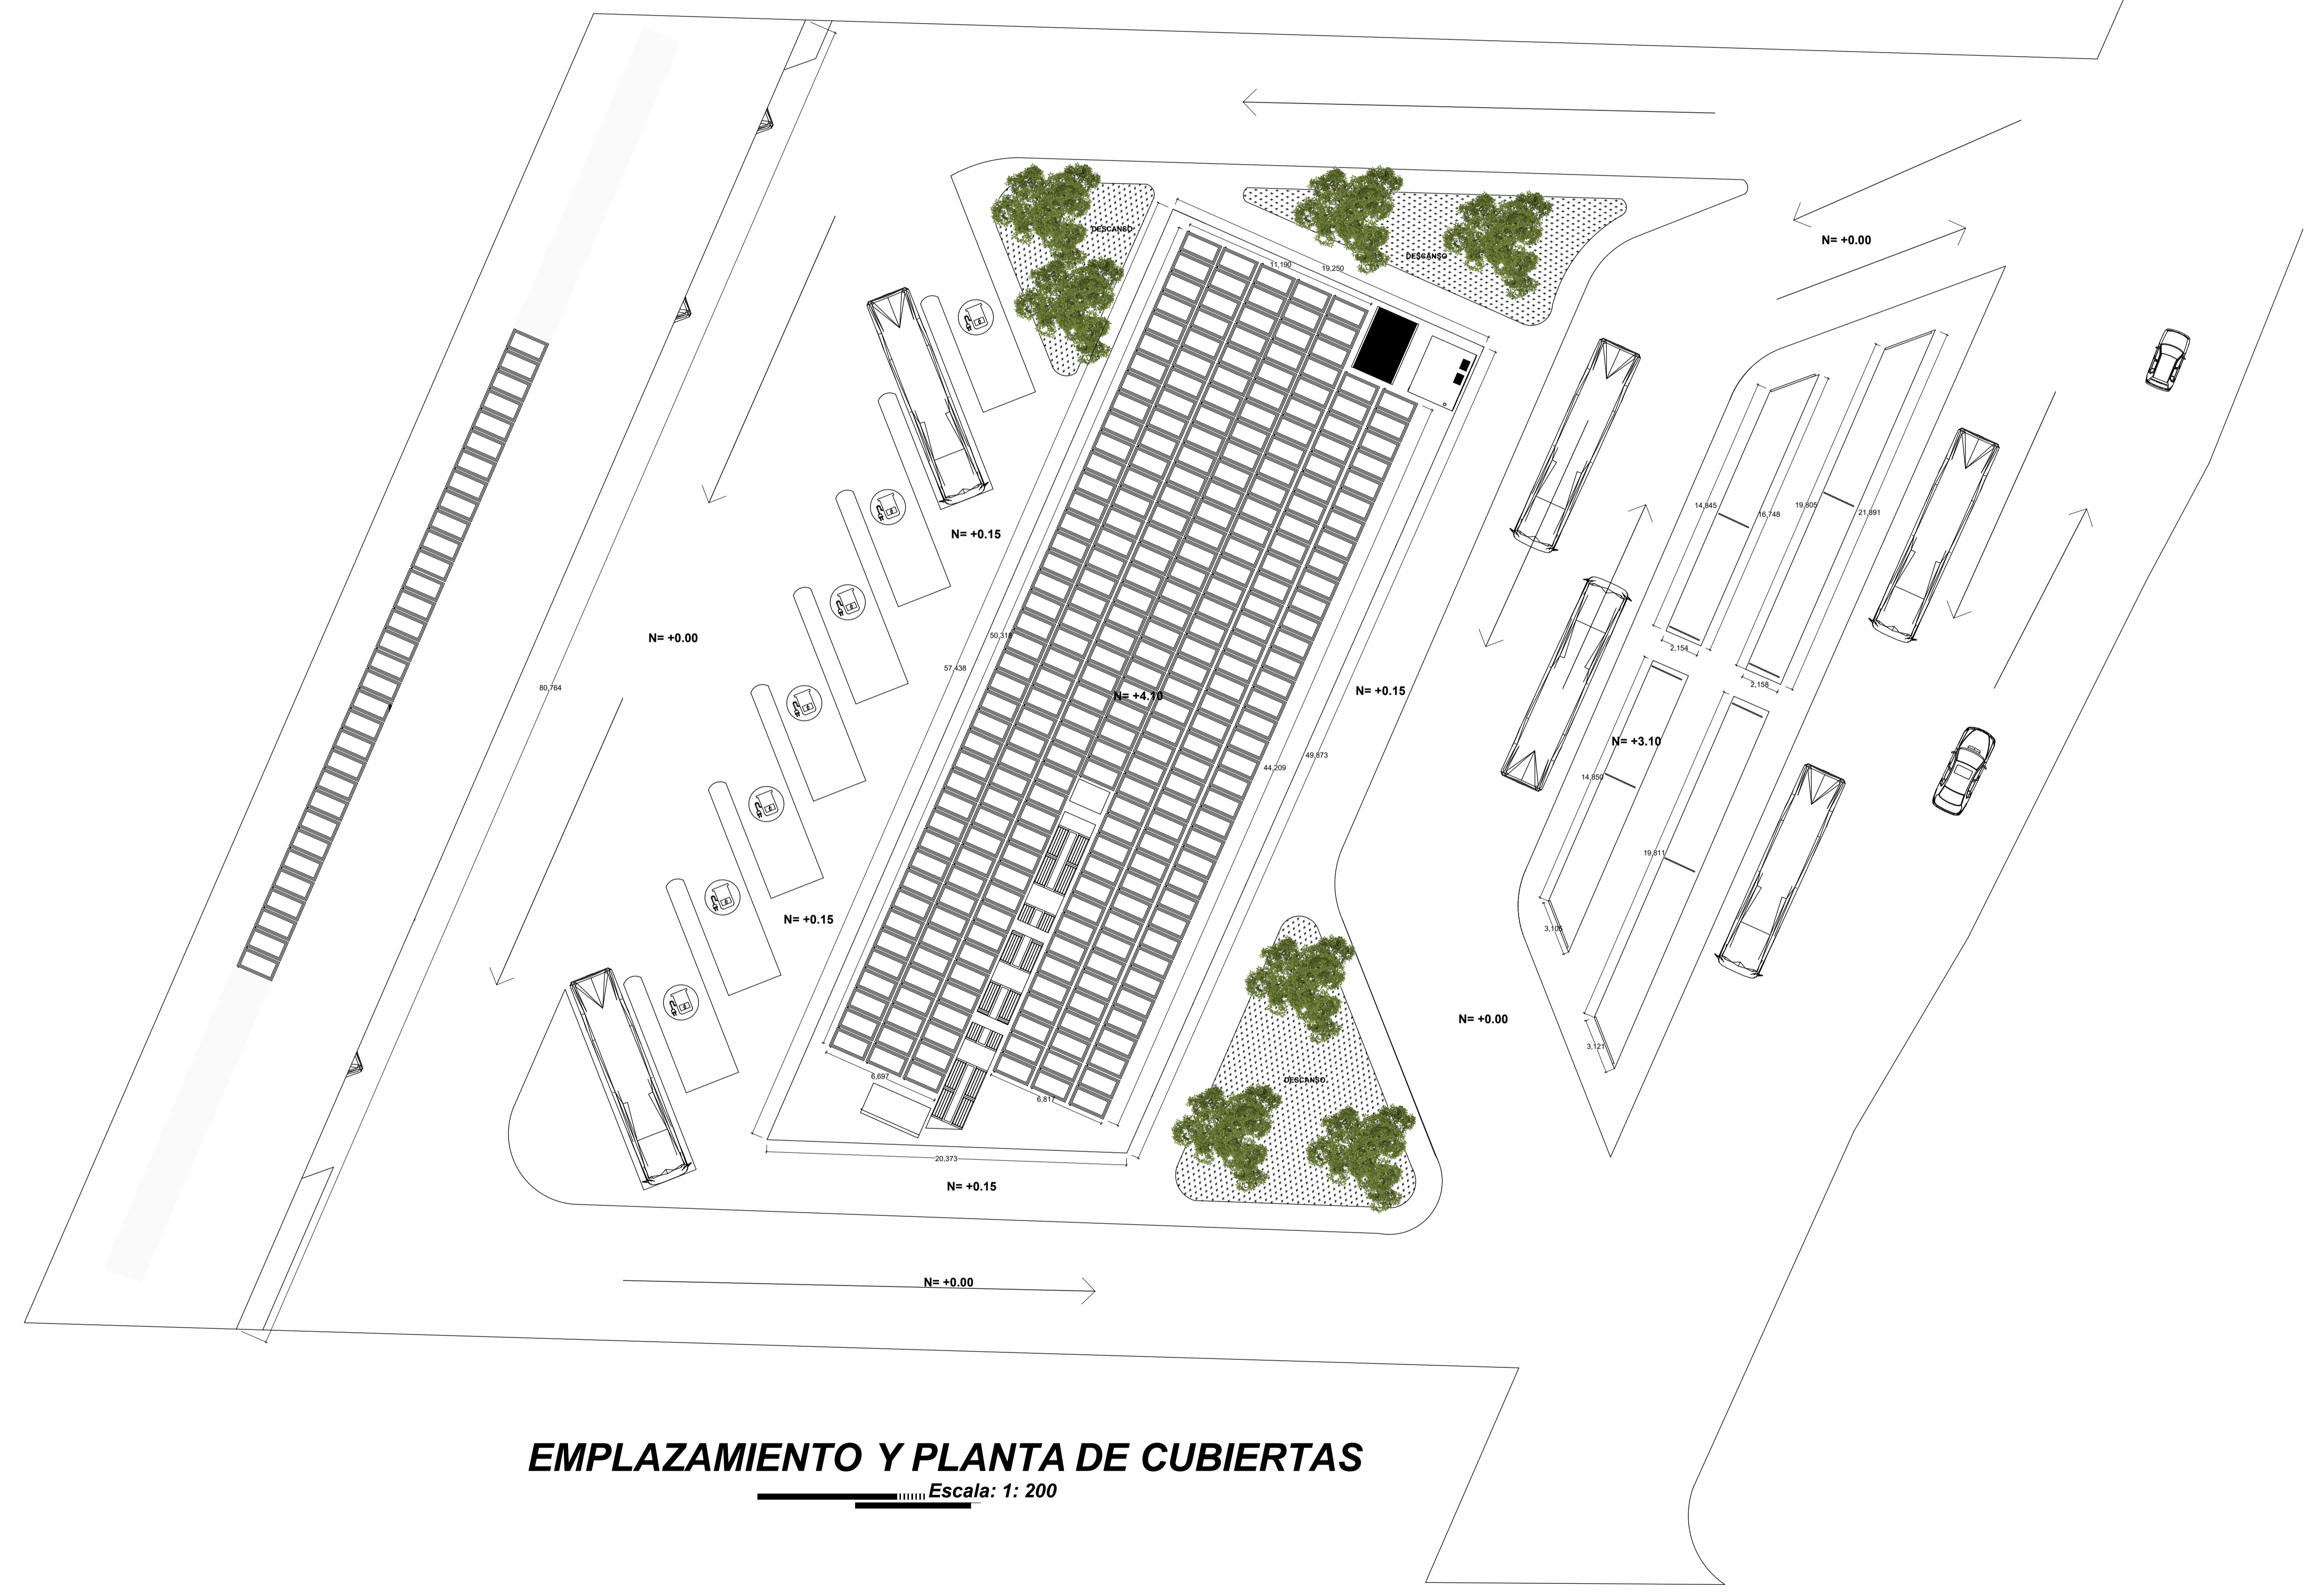 DESCANSO
DESCANSO
N= +0.00
11,190
19,250
14,845
16,748
19,805
21,891
N= +0.15
50,318
57,438
N= +0.00
2,154
2,158
80,764
N= +4.10
N= +0.15
N= +3.10
49,873
44,209
14,850
19,811
N= +0.15
3,105
N= +0.00
3,121
6,697
DESCANSO
6,817
20,373
N= +0.15
N= +0.00
EMPLAZAMIENTO Y PLANTA DE CUBIERTAS
Escala: 1: 200